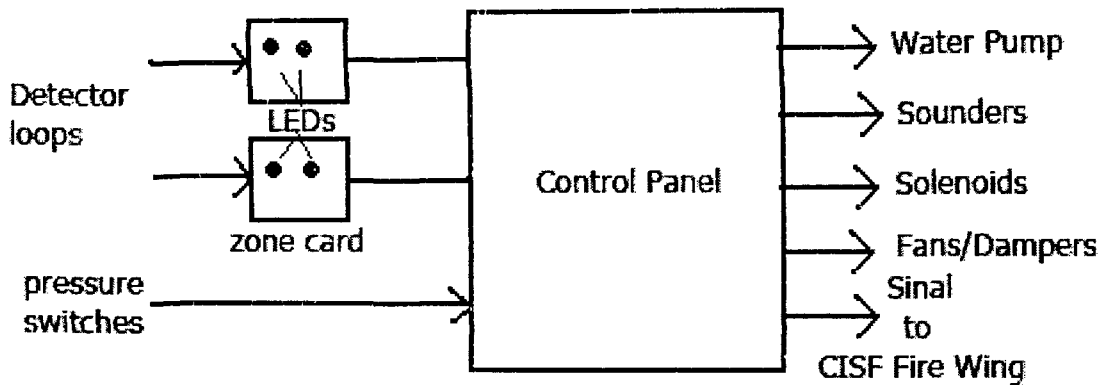 Detector
loops
LEDs
zone card
pressure
switches
Control Panel
Water Pump
Sounders
Solenoids
Fans/Dampers
Sinal
to
CISF Fire Wing